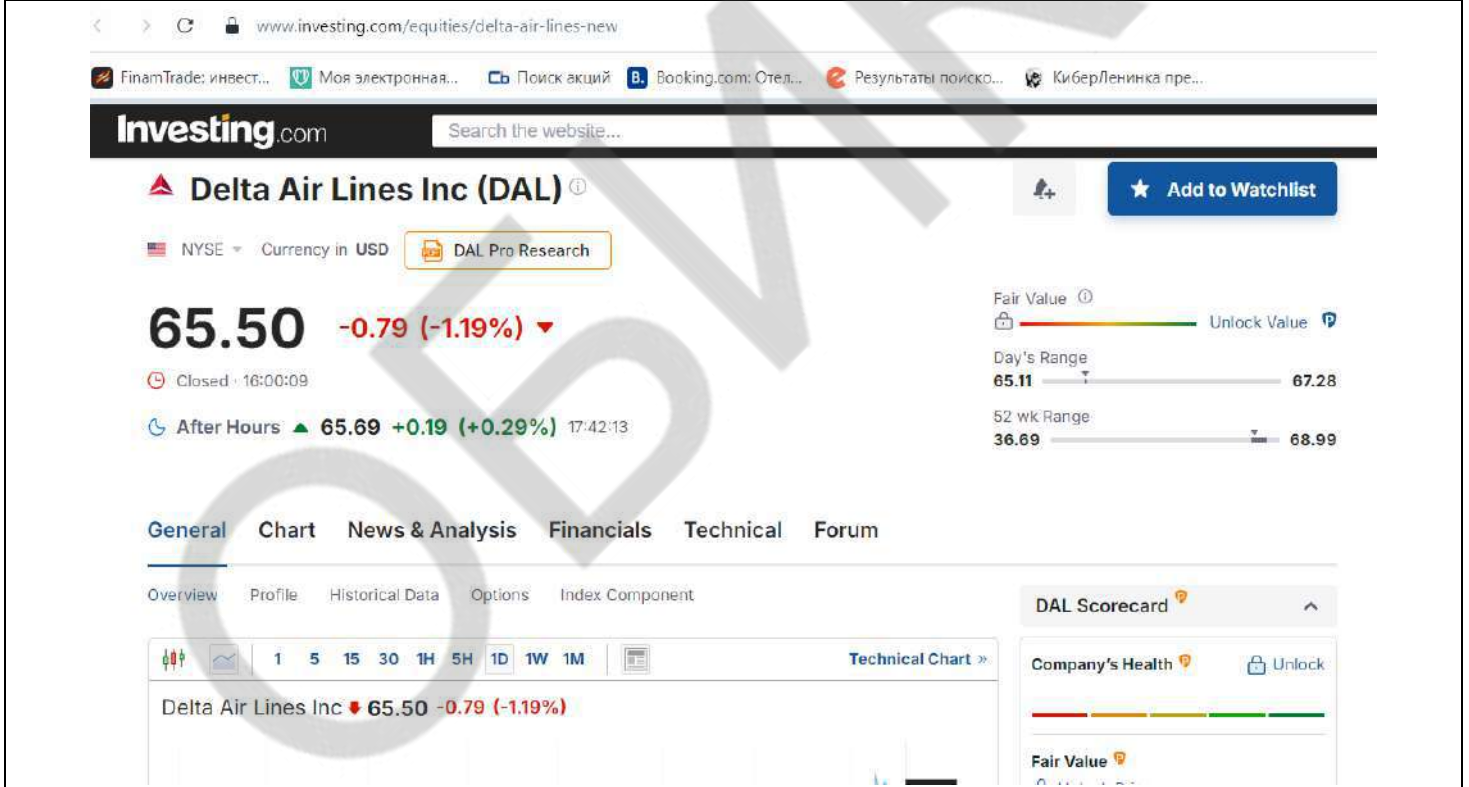 www.investing.com/equities/delta-air-lines-new
FinamTrade: инвест... Моя электронная... Поиск акций Booking.com: Отел... Результаты поиско... КиберЛенинка пре...
Investing.com Search the website...
Delta Air Lines Inc (DAL) Add to Watchlist
NYSE Currency in USD DAL Pro Research
65.50 -0.79 (-1.19%)
Closed · 16:00:09
After Hours 65.69 +0.19 (+0.29%) 17:42:13
Fair Value
Unlock Value
Day's Range
65.11 67.28
52 wk Range
36.69 68.99
General Chart News & Analysis Financials Technical Forum
Overview Profile Historical Data Options Index Component
1 5 15 30 1H 5H 1D 1W 1M Technical Chart »
Delta Air Lines Inc 65.50 -0.79 (-1.19%)
DAL Scorecard
Company's Health Unlock
Fair Value